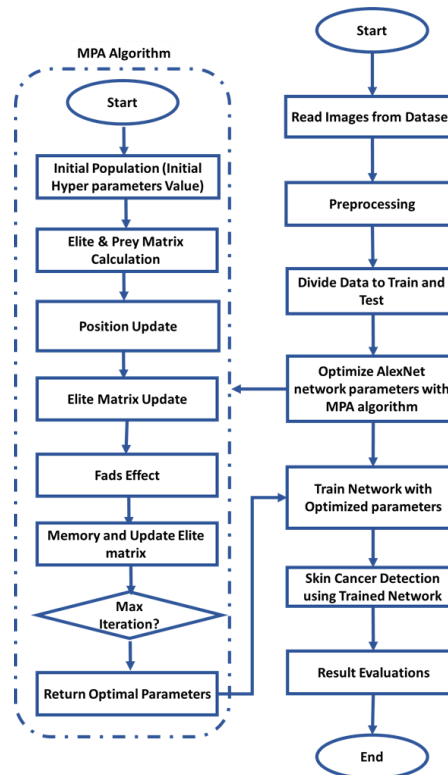 MPA Algorithm
Start
Initial Population (Initial
Hyper parameters Value)
Elite & Prey Matrix
Calculation
Position Update
Elite Matrix Update
Fads Effect
Memory and Update Elite
matrix
Max
Iteration?
Return Optimal Parameters
Start
Read Images from Dataset
Preprocessing
Divide Data to Train and
Test
Optimize AlexNet
network parameters with
MPA algorithm
Train Network with
Optimized parameters
Skin Cancer Detection
using Trained Network
Result Evaluations
End